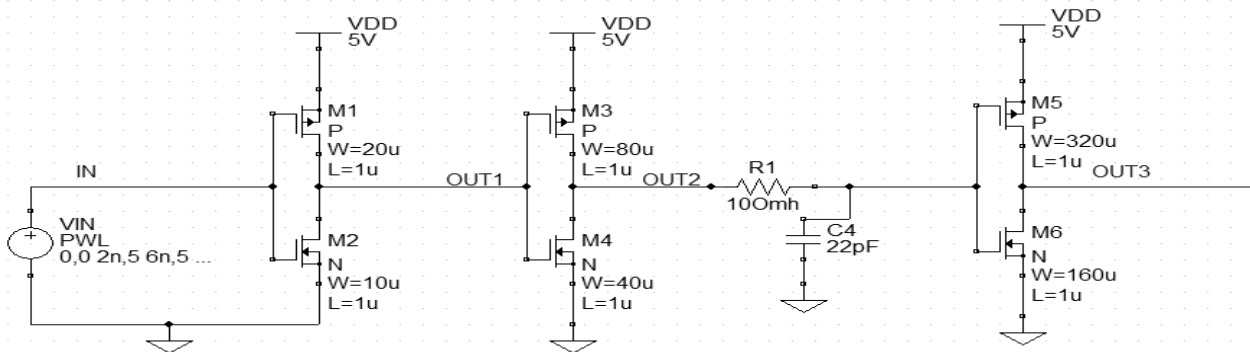 VDD
5V
M1
P
W=20u
L=1u
IN
VIN
PWL
0,0 2n,5 6n,5 ...
M2
N
W=10u
L=1u
OUT1
VDD
5V
M3
P
W=80u
L=1u
M4
N
W=40u
L=1u
OUT2
R1
10Omh
C4
22pF
VDD
5V
M5
P
W=320u
L=1u
OUT3
M6
N
W=160u
L=1u